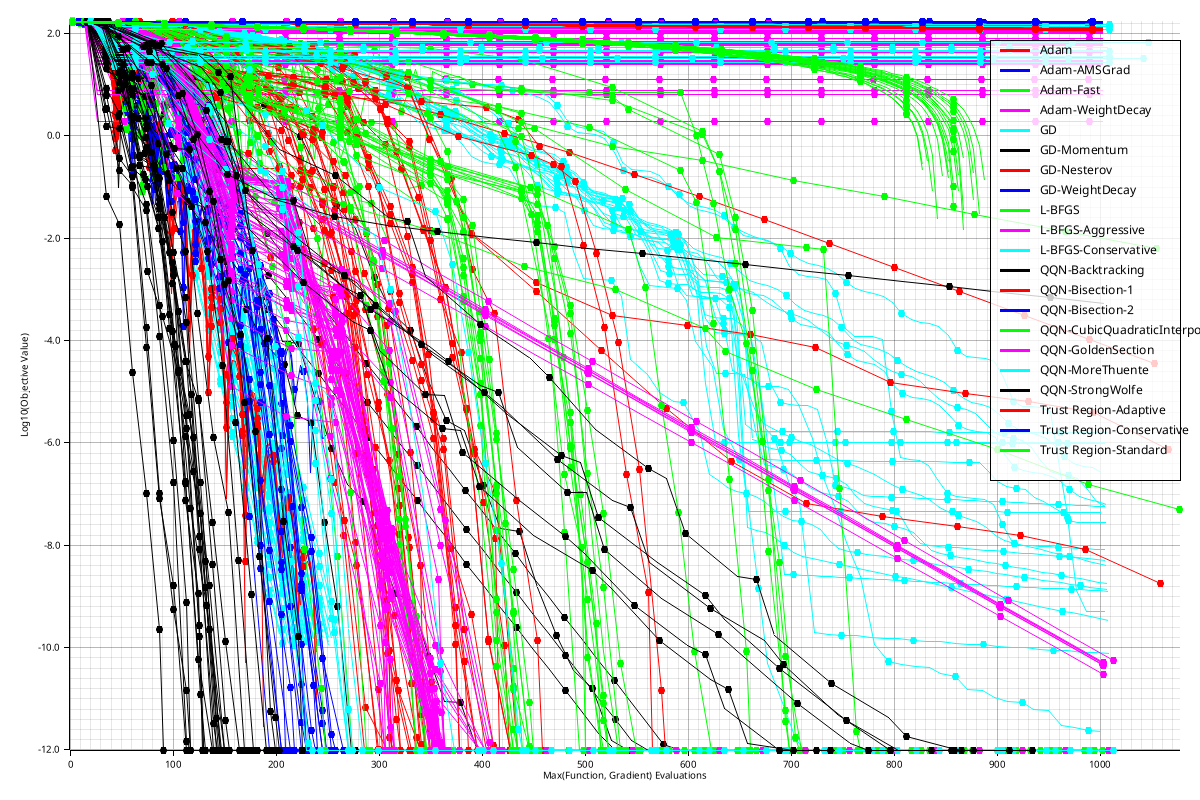 2.0
0.0
-2.0
-4.0
-6.0
-8.0
-10.0
-12.0
Log10(Objective Value)
0
100
200
300
400
500
600
700
800
900
1000
Max(Function, Gradient) Evaluations
Adam
Adam-AMSGrad
Adam-Fast
Adam-WeightDecay
GD
GD-Momentum
GD-Nesterov
GD-WeightDecay
L-BFGS
L-BFGS-Aggressive
L-BFGS-Conservative
QQN-Backtracking
QQN-Bisection-1
QQN-Bisection-2
QQN-CubicQuadraticInterpo
QQN-GoldenSection
QQN-MoreThuente
QQN-StrongWolfe
Trust Region-Adaptive
Trust Region-Conservative
Trust Region-Standard